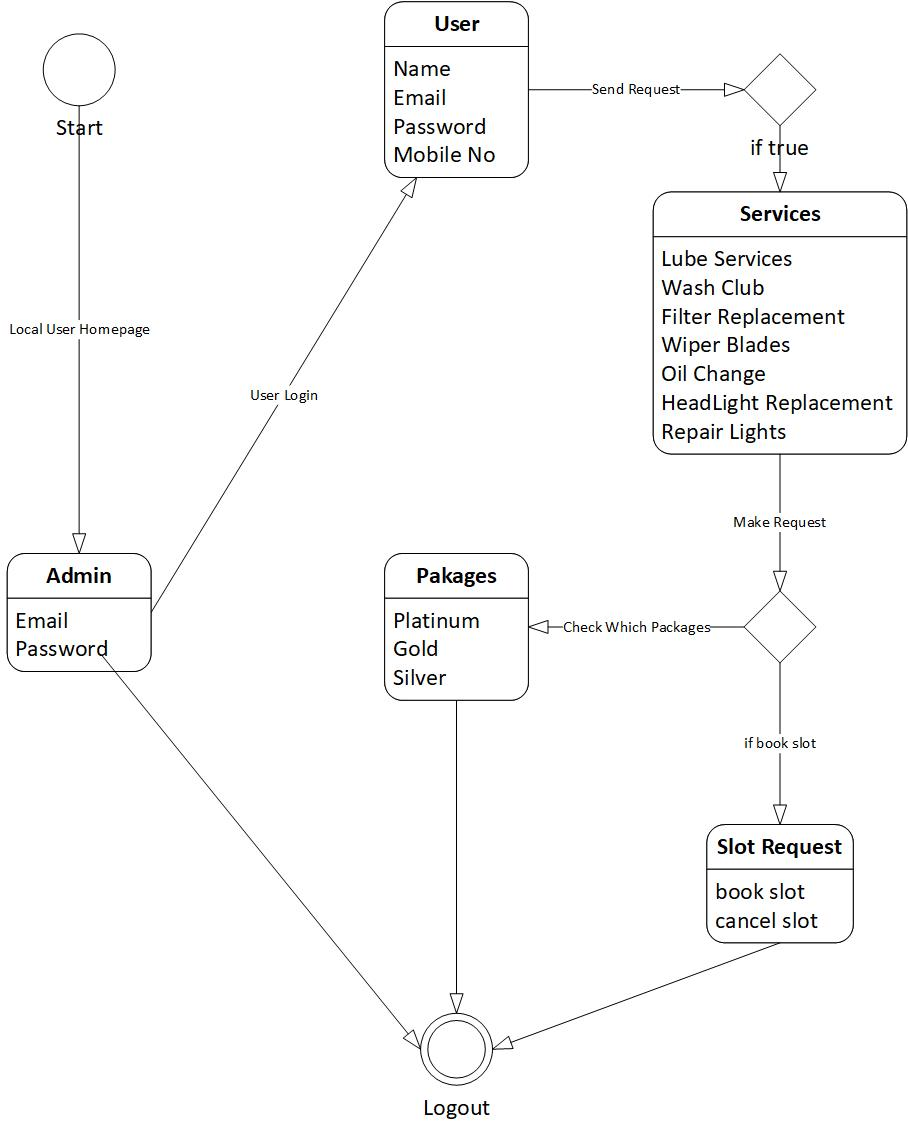 User
Name
Email
Password
Mobile No
Start
Send Request
if true
Services
Lube Services
Wash Club
Filter Replacement
Wiper Blades
Oil Change
HeadLight Replacement
Repair Lights
Local User Homepage
User Login
Make Request
Admin
Email
Password
Pakages
Platinum
Gold
Silver
Check Which Packages
if book slot
Slot Request
book slot
cancel slot
Logout